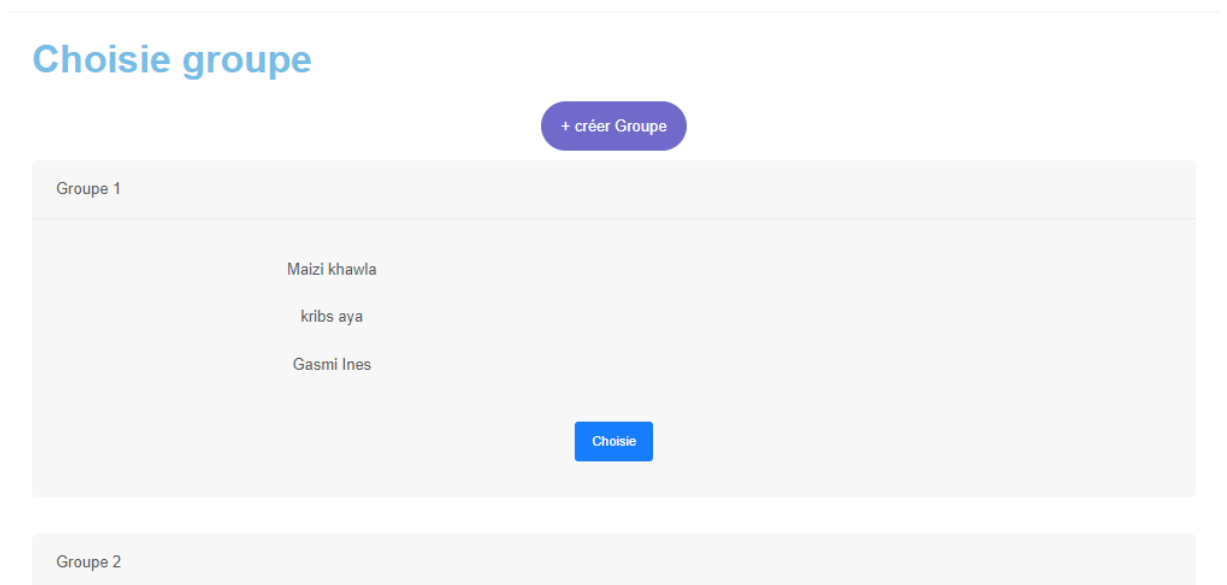 Choisie groupe
+ créer Groupe
Groupe 1
Maizi khawla
kribs aya
Gasmi Ines
Choisie
Groupe 2